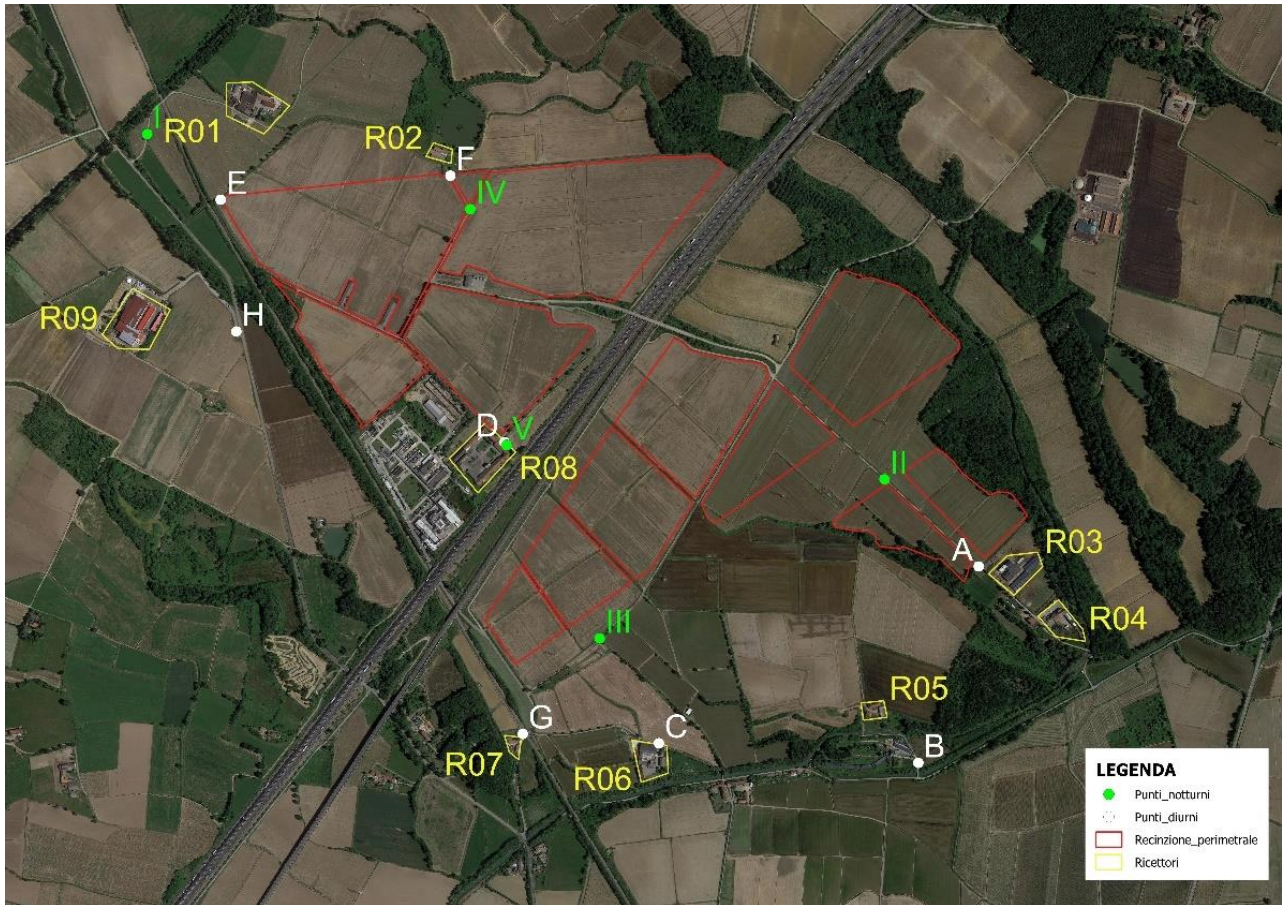 I
R01
R02
F
E
IV
R09
H
D
V
R08
II
A
R03
R04
III
R05
G
C'
B
R07
R06
LEGENDA
Punti_notturni
Punti_diurni
Recinzione_perimetrale
Ricettori